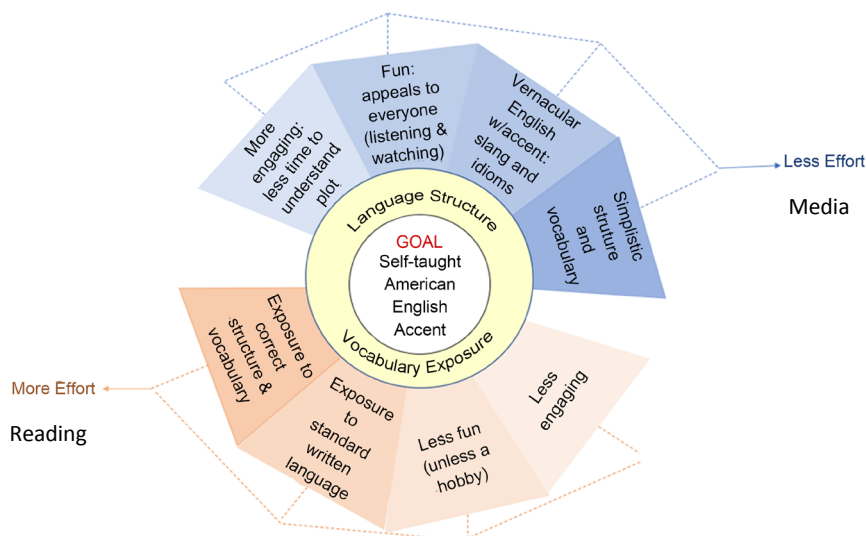 More
engaging:
less time to
understand
plot
Fun:
appeals to
everyone
(listening &
watching)
Vernacular
English
w/accent:
slang and
idioms
Simplistic
struture
and
vocabulary
Less Effort
Media
Language Structure
GOAL
Self-taught
American
English
Accent
Vocabulary Exposure
More Effort
Reading
Exposure to
correct
structure &
vocabulary
Exposure
to
standard
written
language
Less fun
(unless a
hobby)
Less
engaging